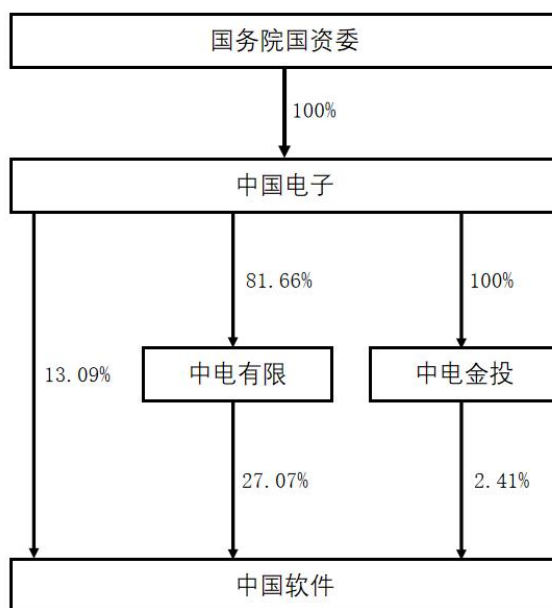 国务院国资委
100%
中国电子
81.66%
100%
13.09%
中电有限
中电金投
27.07%
2.41%
中国软件